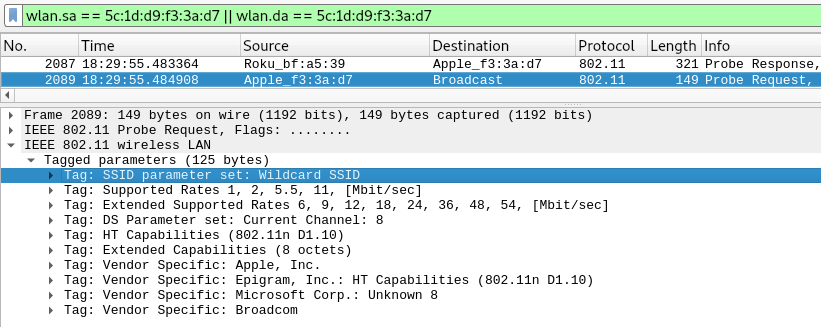 wlan.sa == 5c:1d:d9:f3:3a:d7 || wlan.da == 5c:1d:d9:f3:3a:d7
No. Time Source Destination Protocol Length Info
2087 18:29:55.483364 Roku_bf:a5:39 Apple_f3:3a:d7 802.11 321 Probe Response,
2089 18:29:55.484908 Apple_f3:3a:d7 Broadcast 802.11 149 Probe Request,
Frame 2089: 149 bytes on wire (1192 bits), 149 bytes captured (1192 bits)
IEEE 802.11 Probe Request, Flags: ........
IEEE 802.11 wireless LAN
Tagged parameters (125 bytes)
Tag: SSID parameter set: Wildcard SSID
Tag: Supported Rates 1, 2, 5.5, 11, [Mbit/sec]
Tag: Extended Supported Rates 6, 9, 12, 18, 24, 36, 48, 54, [Mbit/sec]
Tag: DS Parameter set: Current Channel: 8
Tag: HT Capabilities (802.11n D1.10)
Tag: Extended Capabilities (8 octets)
Tag: Vendor Specific: Apple, Inc.
Tag: Vendor Specific: Epigram, Inc.: HT Capabilities (802.11n D1.10)
Tag: Vendor Specific: Microsoft Corp.: Unknown 8
Tag: Vendor Specific: Broadcom